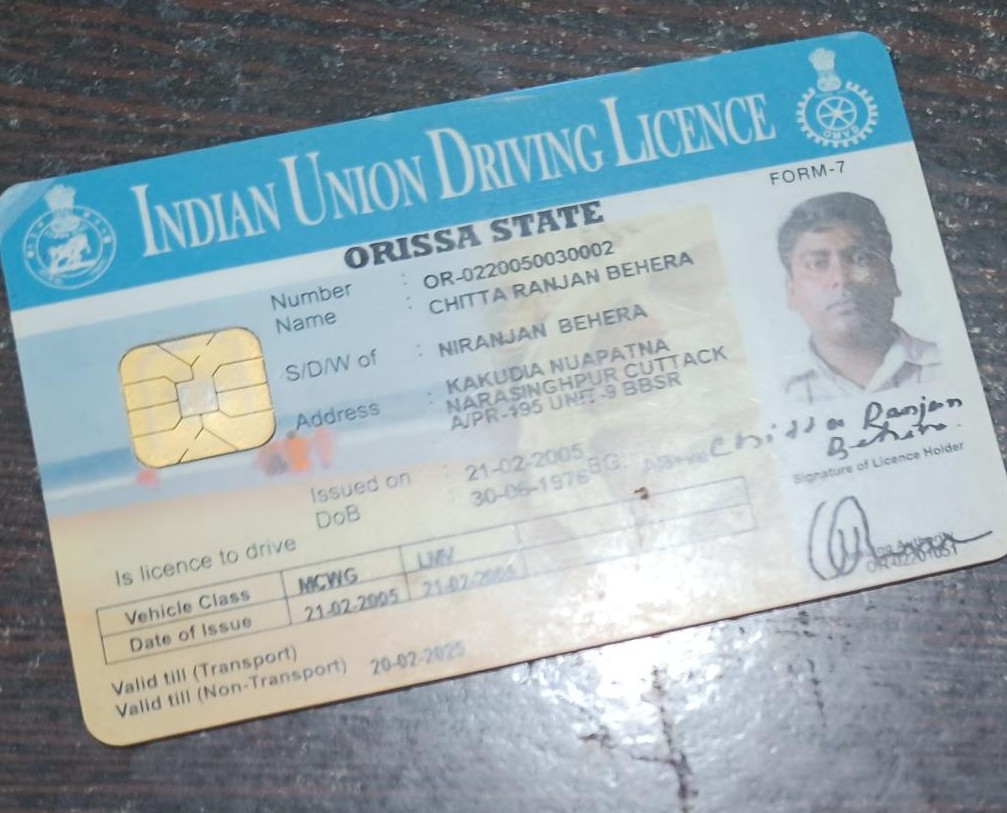 INDIAN UNION DRIVING LICENCE
ORISSA STATE
FORM-7
Number : OR-0220050030002
Name : CHITTA RANJAN BEHERA
S/D/W of : NIRANJAN BEHERA
Address : KAKUDIA NUAPATNA
NARASINGHPUR CUTTACK
A/PR-195 UNIT-9 BBSR
Chitta Ranjan
Behera.
Signature of Licence Holder
Issued on : 21-02-2005
DoB : 30-06-1976 BG:
Is licence to drive
Vehicle Class MCWG LMV
Date of Issue 21-02-2005 21-02-2005
Valid till (Transport)
Valid till (Non-Transport) 20-02-2025